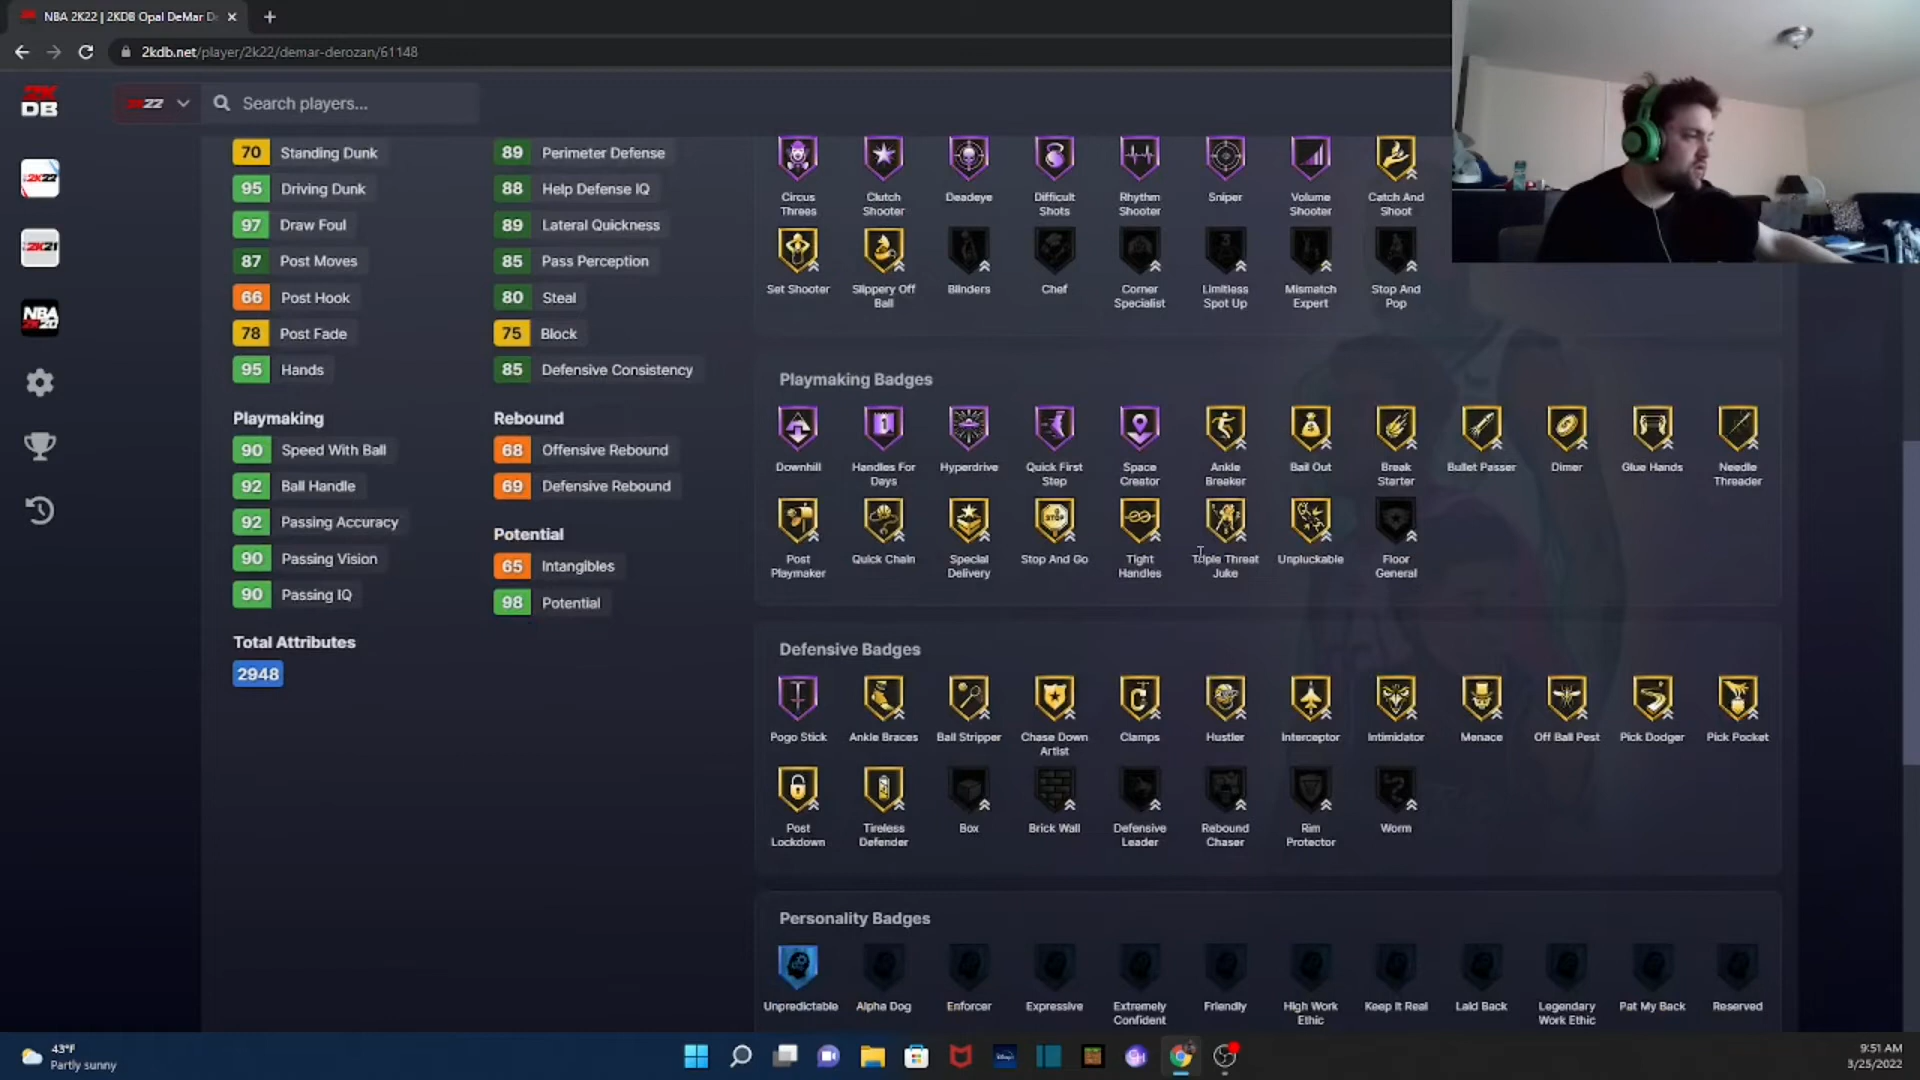 NBA 2K22 | 2KDB Opal DeMar D
2kdb.net/player/2k22/demar-derozan/61148
2K DB
2K22
Search players...
2K22
2K21
NBA 2K20
70 Standing Dunk
95 Driving Dunk
97 Draw Foul
87 Post Moves
66 Post Hook
78 Post Fade
95 Hands
Playmaking
90 Speed With Ball
92 Ball Handle
92 Passing Accuracy
90 Passing Vision
90 Passing IQ
Total Attributes
2948
89 Perimeter Defense
88 Help Defense IQ
89 Lateral Quickness
85 Pass Perception
80 Steal
75 Block
85 Defensive Consistency
Rebound
68 Offensive Rebound
69 Defensive Rebound
Potential
65 Intangibles
98 Potential
Circus Threes
Clutch Shooter
Deadeye
Difficult Shots
Rhythm Shooter
Sniper
Volume Shooter
Catch And Shoot
Set Shooter
Slippery Off Ball
Blinders
Chef
Corner Specialist
Limitless Spot Up
Mismatch Expert
Stop And Pop
Playmaking Badges
Downhill
Handles For Days
Hyperdrive
Quick First Step
Space Creator
Ankle Breaker
Bail Out
Break Starter
Bullet Passer
Dimer
Glue Hands
Needle Threader
Post Playmaker
Quick Chain
Special Delivery
Stop And Go
Tight Handles
Triple Threat Juke
Unpluckable
Floor General
Defensive Badges
Pogo Stick
Ankle Braces
Ball Stripper
Chase Down Artist
Clamps
Hustler
Interceptor
Intimidator
Menace
Off Ball Pest
Pick Dodger
Pick Pocket
Post Lockdown
Tireless Defender
Box
Brick Wall
Defensive Leader
Rebound Chaser
Rim Protector
Worm
Personality Badges
Unpredictable
Alpha Dog
Enforcer
Expressive
Extremely Confident
Friendly
High Work Ethic
Keep It Real
Laid Back
Legendary Work Ethic
Pat My Back
Reserved
43°F
Partly sunny
9:51 AM
3/25/2022